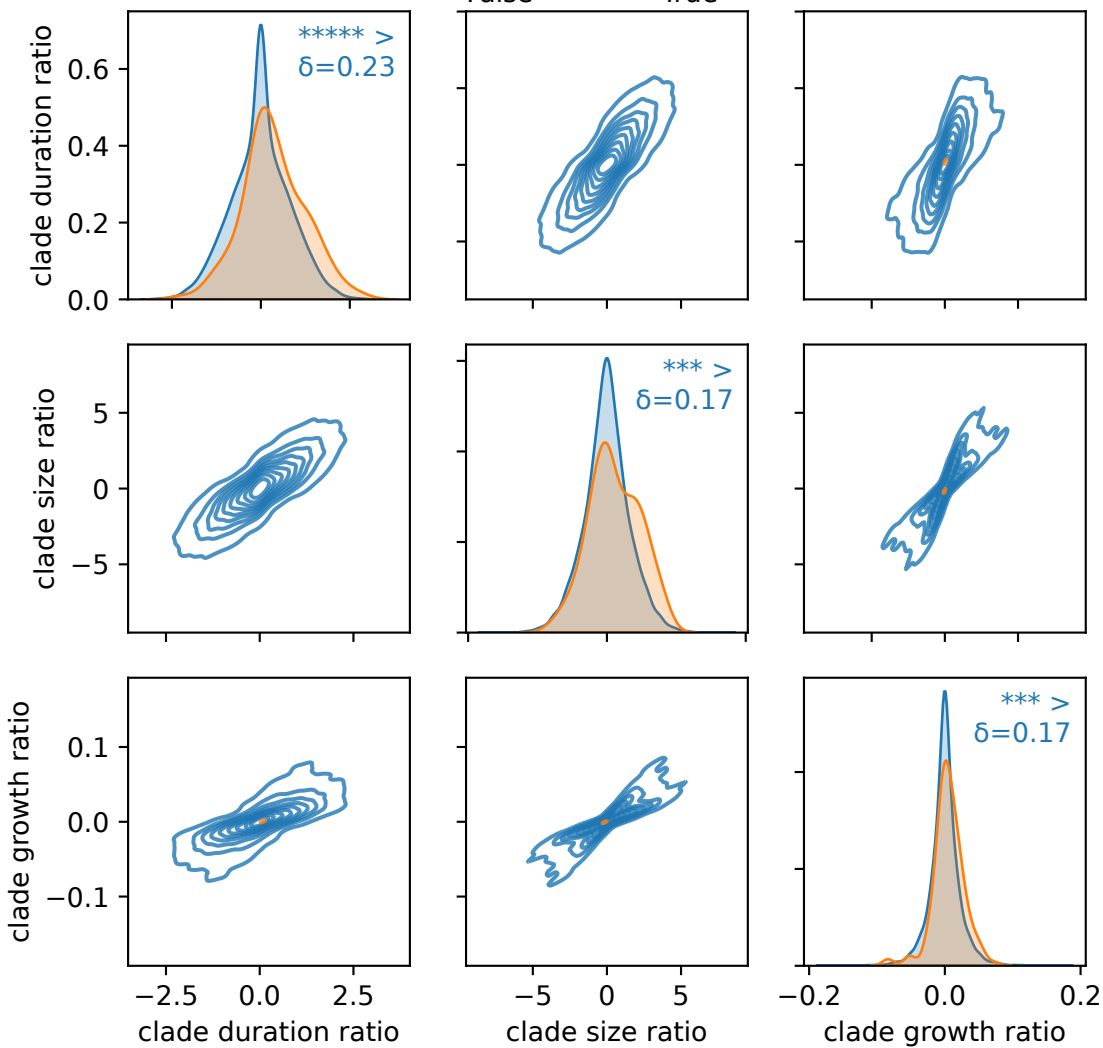 clade duration ratio
0.6
0.4
0.2
0.0
***** >
δ=0.23
clade size ratio
5
0
−5
*** >
δ=0.17
clade growth ratio
0.1
0.0
−0.1
*** >
δ=0.17
−2.5 0.0 2.5
−5 0 5
−0.2 0.0 0.2
clade duration ratio
clade size ratio
clade growth ratio